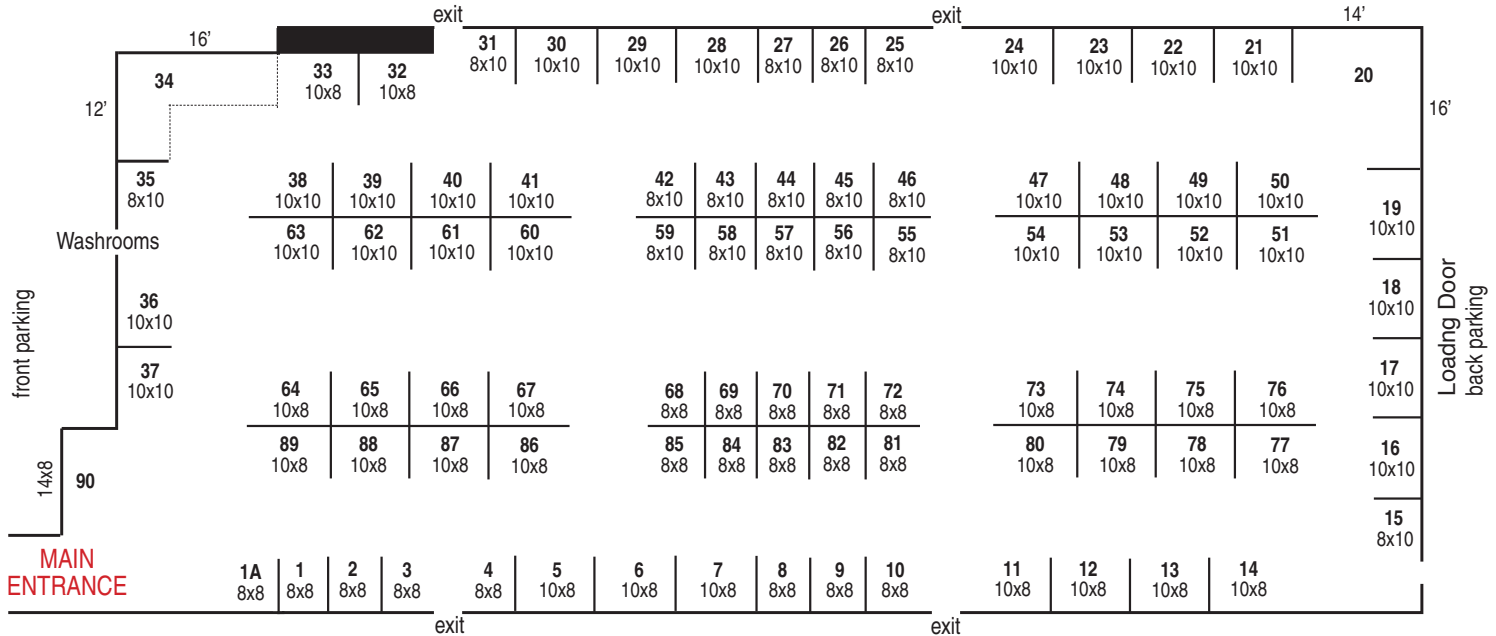 exit
exit
14'
16'
31
8x10
30
10x10
29
10x10
28
10x10
27
8x10
26
8x10
25
8x10
24
10x10
23
10x10
22
10x10
21
10x10
20
34
33
10x8
32
10x8
12'
16'
35
8x10
38
10x10
39
10x10
40
10x10
41
10x10
42
8x10
43
8x10
44
8x10
45
8x10
46
8x10
47
10x10
48
10x10
49
10x10
50
10x10
19
10x10
Washrooms
63
10x10
62
10x10
61
10x10
60
10x10
59
8x10
58
8x10
57
8x10
56
8x10
55
8x10
54
10x10
53
10x10
52
10x10
51
10x10
front parking
36
10x10
18
10x10
Loadng Door
back parking
37
10x10
17
10x10
64
10x8
65
10x8
66
10x8
67
10x8
68
8x8
69
8x8
70
8x8
71
8x8
72
8x8
73
10x8
74
10x8
75
10x8
76
10x8
89
10x8
88
10x8
87
10x8
86
10x8
85
8x8
84
8x8
83
8x8
82
8x8
81
8x8
80
10x8
79
10x8
78
10x8
77
10x8
16
10x10
14x8
90
15
8x10
MAIN
ENTRANCE
1A
8x8
1
8x8
2
8x8
3
8x8
4
8x8
5
10x8
6
10x8
7
10x8
8
8x8
9
8x8
10
8x8
11
10x8
12
10x8
13
10x8
14
10x8
exit
exit